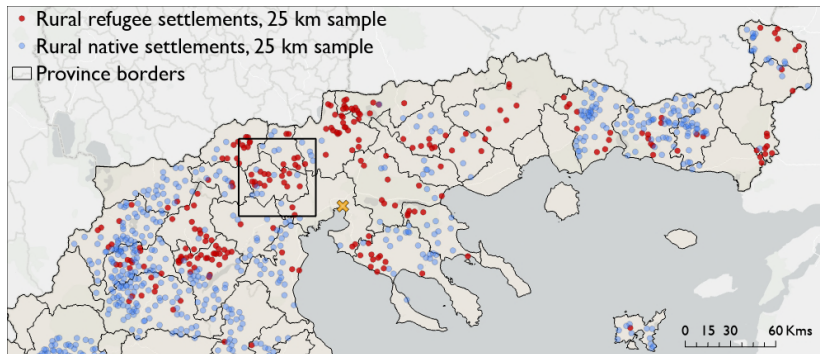 Rural refugee settlements, 25 km sample
Rural native settlements, 25 km sample
Province borders
0 15 30 60 Kms